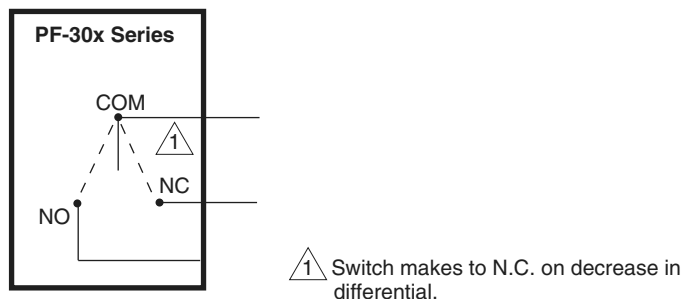 PF-30x Series
COM
1
NC
NO
1 Switch makes to N.C. on decrease in
differential.